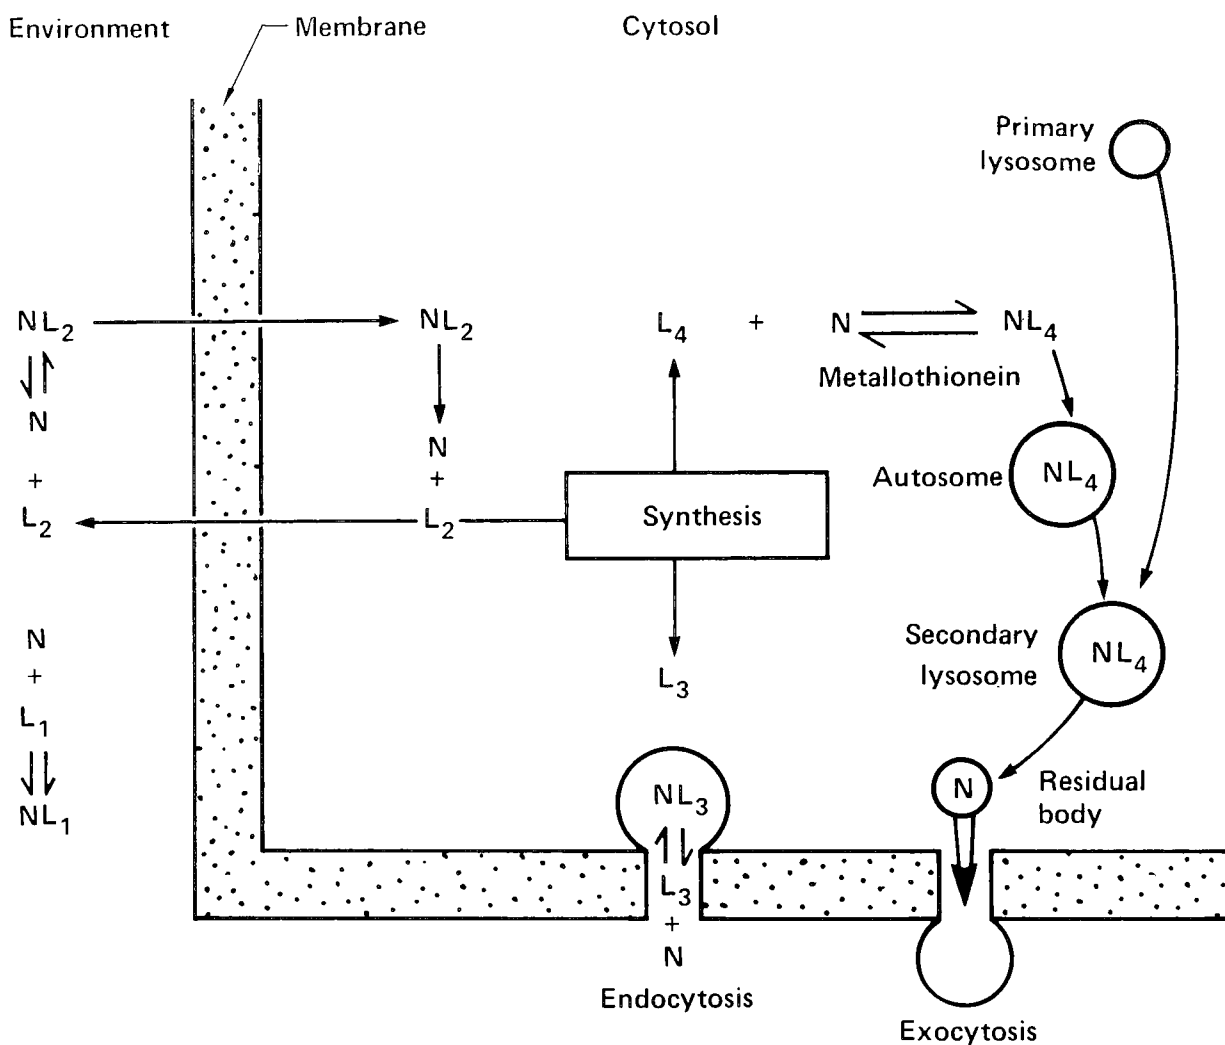 Environment
Membrane
Cytosol
Primary
lysosome
NL₂
NL₂
L₄ + N
NL₄
N
Metallothionein
N
+
+
Autosome
NL₄
L₂
L₂
Synthesis
N
+
L₁
NL₁
L₃
Secondary
lysosome
NL₄
NL₃
N
Residual
body
L₃
+
N
Endocytosis
Exocytosis